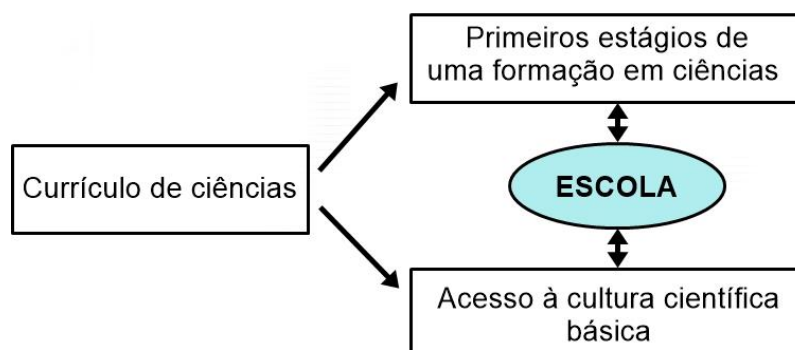 Primeiros estágios de
uma formação em ciências
Currículo de ciências
ESCOLA
Acesso à cultura científica
básica